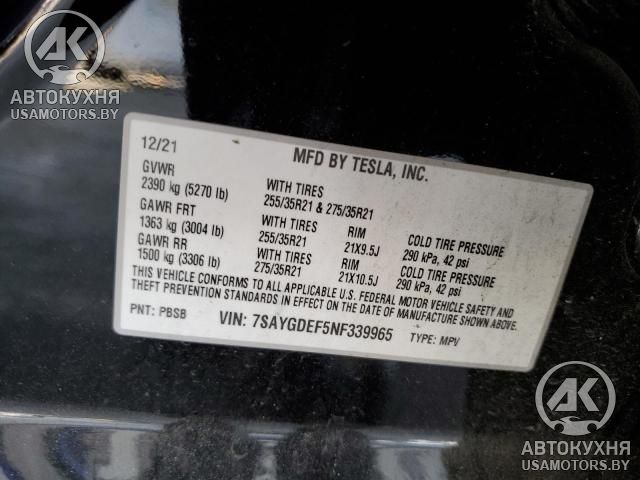 АК
АВТОКУХНЯ
USAMOTORS.BY
12/21
MFD BY TESLA, INC.
GVWR
2390 kg (5270 lb)
WITH TIRES
255/35R21 & 275/35R21
GAWR FRT
1363 kg (3004 lb)
WITH TIRES
255/35R21
RIM
21X9.5J
COLD TIRE PRESSURE
290 kPa, 42 psi
GAWR RR
1500 kg (3306 lb)
WITH TIRES
275/35R21
RIM
21X10.5J
COLD TIRE PRESSURE
290 kPa, 42 psi
THIS VEHICLE CONFORMS TO ALL APPLICABLE U.S. FEDERAL MOTOR VEHICLE SAFETY AND
THEFT PREVENTION STANDARDS IN EFFECT ON THE DATE OF MANUFACTURE SHOWN ABOVE.
PNT: PBSB
VIN: 7SAYGDEF5NF339965
TYPE: MPV
АК
АВТОКУХНЯ
USAMOTORS.BY